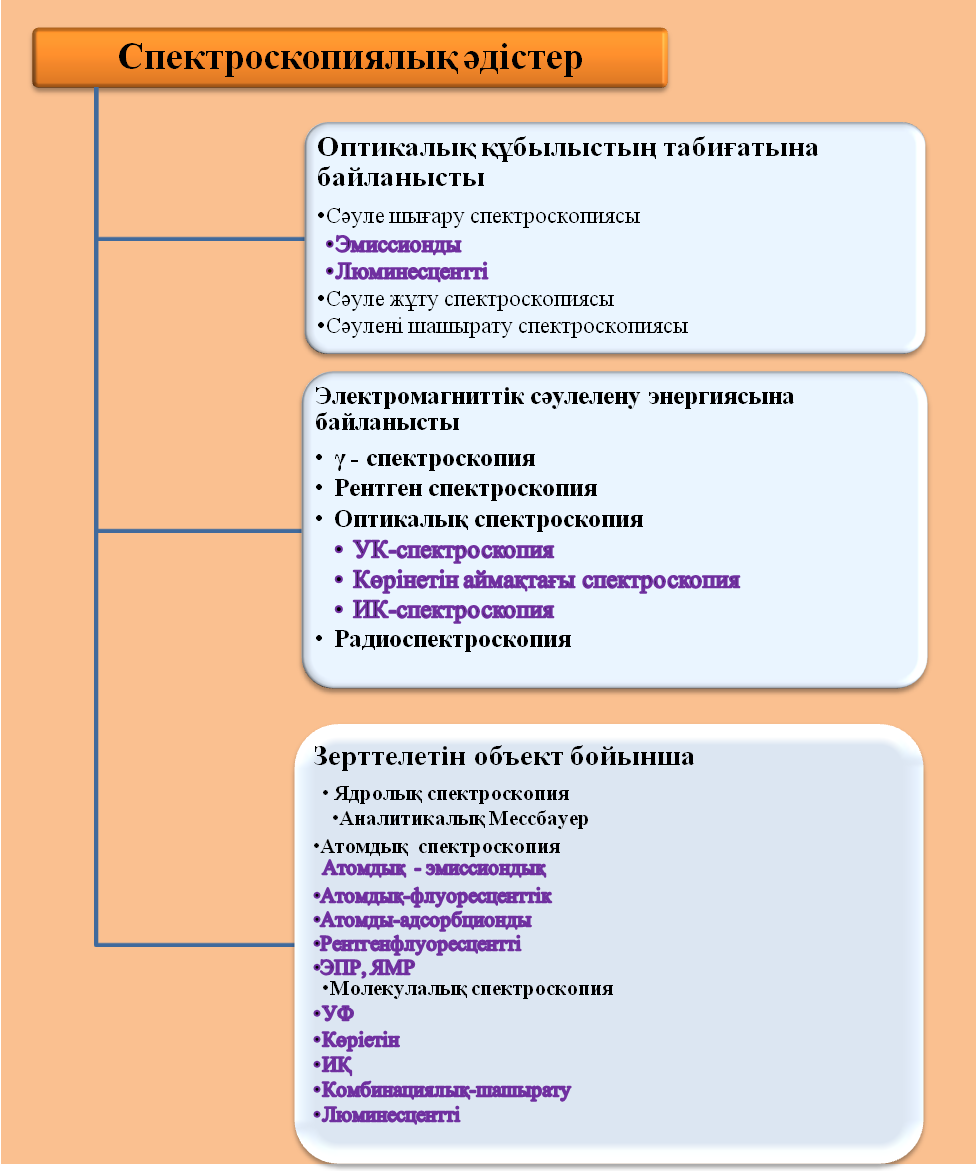 Спектроскопиялық әдістер
Оптикалық құбылыстың табиғатына
байланысты
•Сәуле шығару спектроскопиясы
•Эмиссионды
•Люминесцентті
•Сәуле жұту спектроскопиясы
•Сәулені шашырату спектроскопиясы
Электромагниттік сәулелену энергиясына
байланысты
• γ - спектроскопия
• Рентген спектроскопия
• Оптикалық спектроскопия
• УК-спектроскопия
• Көрінетін аймақтағы спектроскопия
• ИК-спектроскопия
• Радиоспектроскопия
Зерттелетін объект бойынша
• Ядролық спектроскопия
•Аналитикалық Мессбауер
•Атомдық спектроскопия
Атомдық - эмиссиондық
•Атомдық-флуоресценттік
•Атомды-адсорбционды
•Рентгенфлуоресцентті
•ЭПР, ЯМР
•Молекулалық спектроскопия
•УФ
•Көріетін
•ИҚ
•Комбинациялық-шашырату
•Люминесцентті